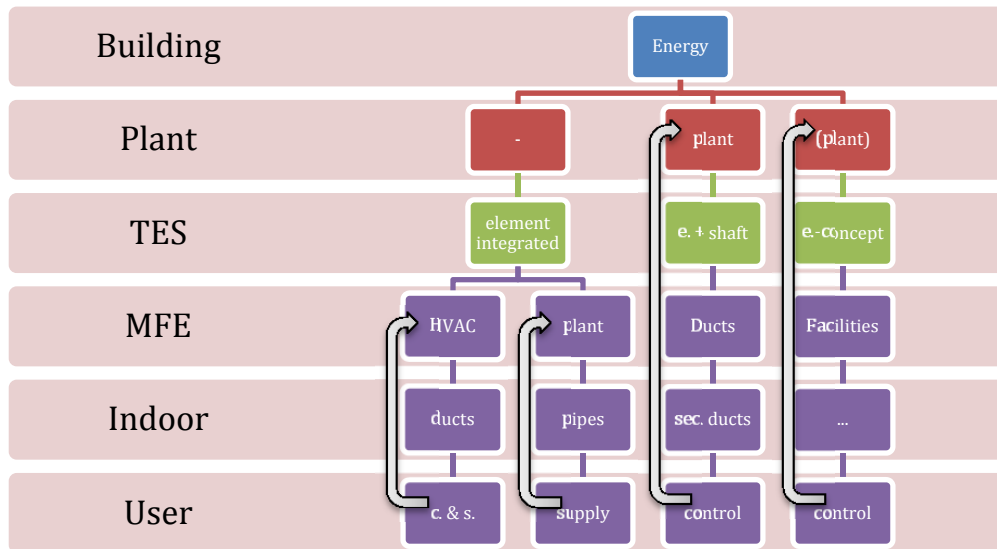 Building
Energy
Plant
-
plant
(plant)
TES
element
integrated
e. + shaft
e.-concept
MFE
HVAC
plant
Ducts
Facilities
Indoor
ducts
pipes
sec. ducts
...
User
c. & s.
supply
control
control